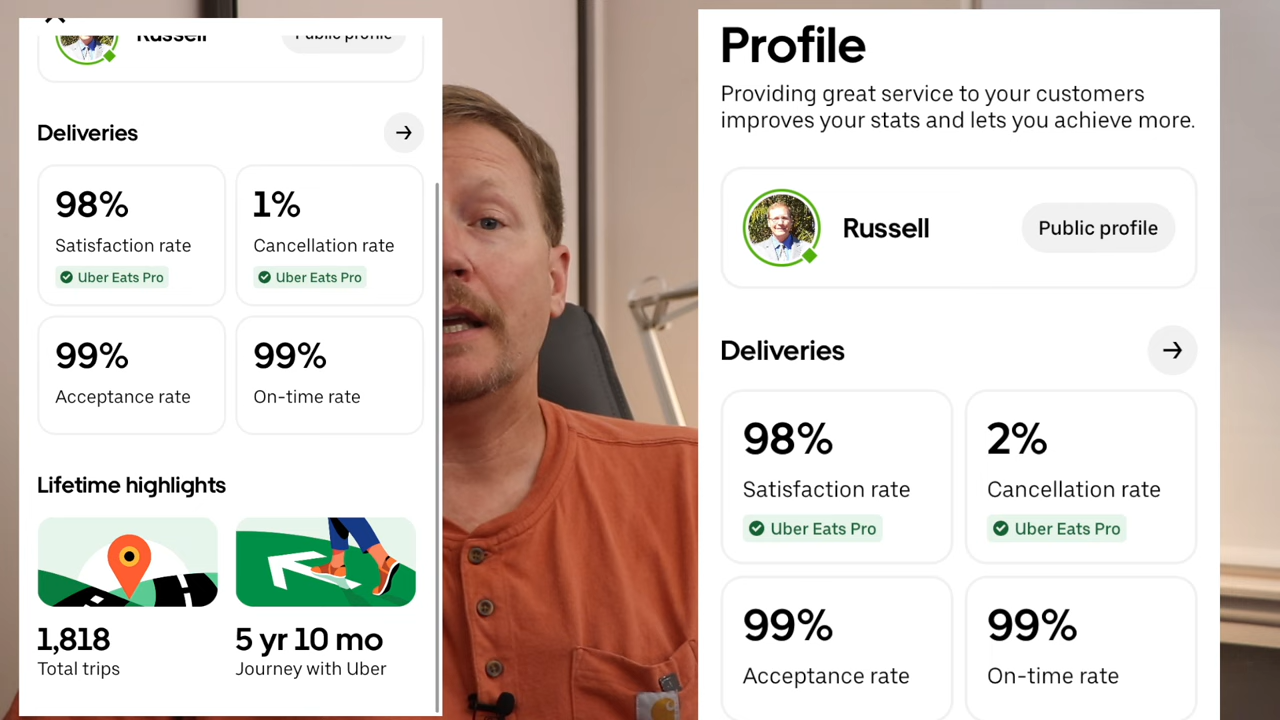 Russell
Public profile
Deliveries
98%
Satisfaction rate
Uber Eats Pro
1%
Cancellation rate
Uber Eats Pro
99%
Acceptance rate
99%
On-time rate
Lifetime highlights
1,818
Total trips
5 yr 10 mo
Journey with Uber
Profile
Providing great service to your customers
improves your stats and lets you achieve more.
Russell
Public profile
Deliveries
98%
Satisfaction rate
Uber Eats Pro
2%
Cancellation rate
Uber Eats Pro
99%
Acceptance rate
99%
On-time rate